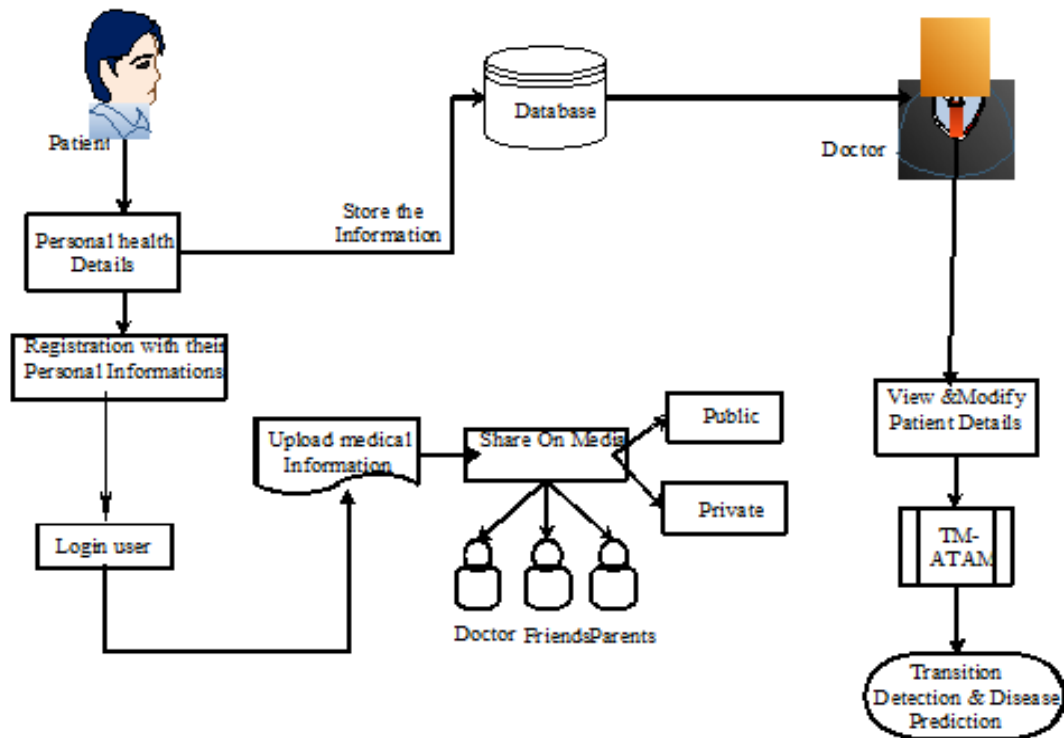 Patient
Database
Doctor
Store the
Information
Personal health
Details
Registration with their
Personal Informations
Upload medical
Information
Share On Media
Public
Private
View &Modify
Patient Details
Login user
TM-
ATAM
Doctor
Friends
Parents
Transition
Detection & Disease
Prediction